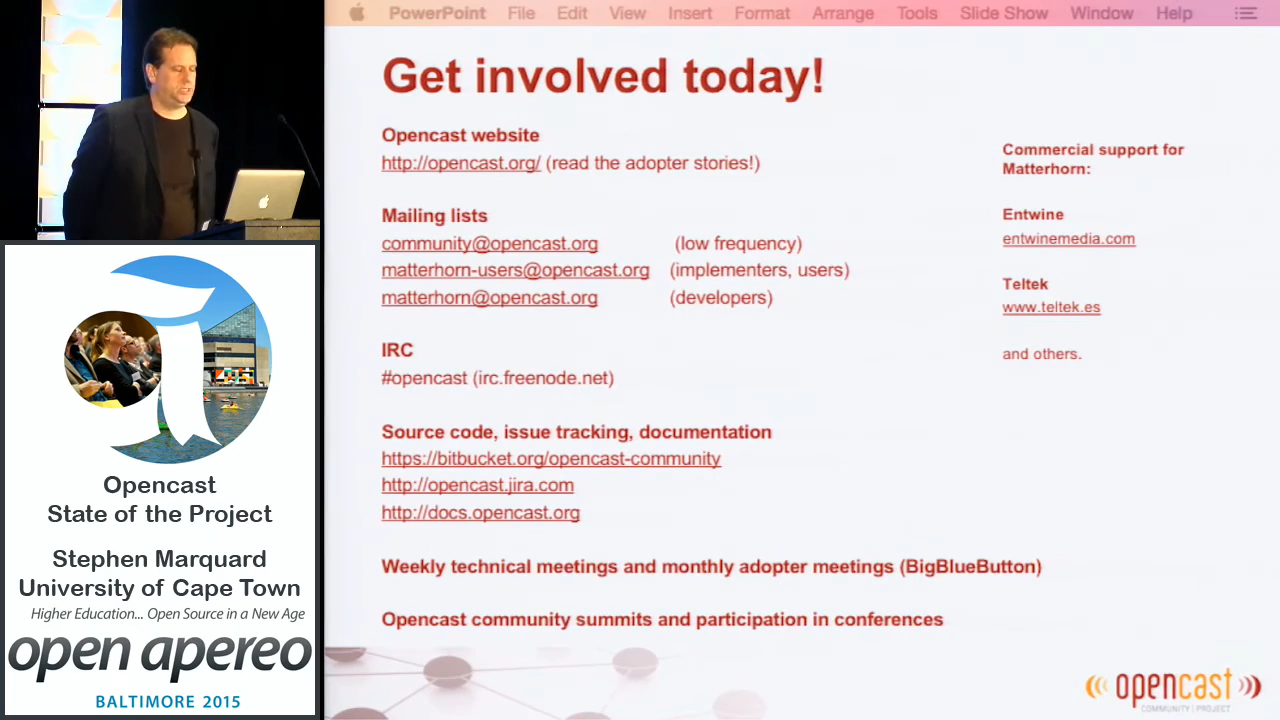 PowerPoint File Edit View Insert Format Arrange Tools Slide Show Window Help
Get involved today!
Opencast website
http://opencast.org/ (read the adopter stories!)
Mailing lists
community@opencast.org (low frequency)
matterhorn-users@opencast.org (implementers, users)
matterhorn@opencast.org (developers)
IRC
#opencast (irc.freenode.net)
Source code, issue tracking, documentation
https://bitbucket.org/opencast-community
http://opencast.jira.com
http://docs.opencast.org
Weekly technical meetings and monthly adopter meetings (BigBlueButton)
Opencast community summits and participation in conferences
Commercial support for
Matterhorn:
Entwine
entwinemedia.com
Teltek
www.teltek.es
and others.
opencast
COMMUNITY | PROJECT
Opencast
State of the Project
Stephen Marquard
University of Cape Town
Higher Education... Open Source in a New Age
open apereo
BALTIMORE 2015